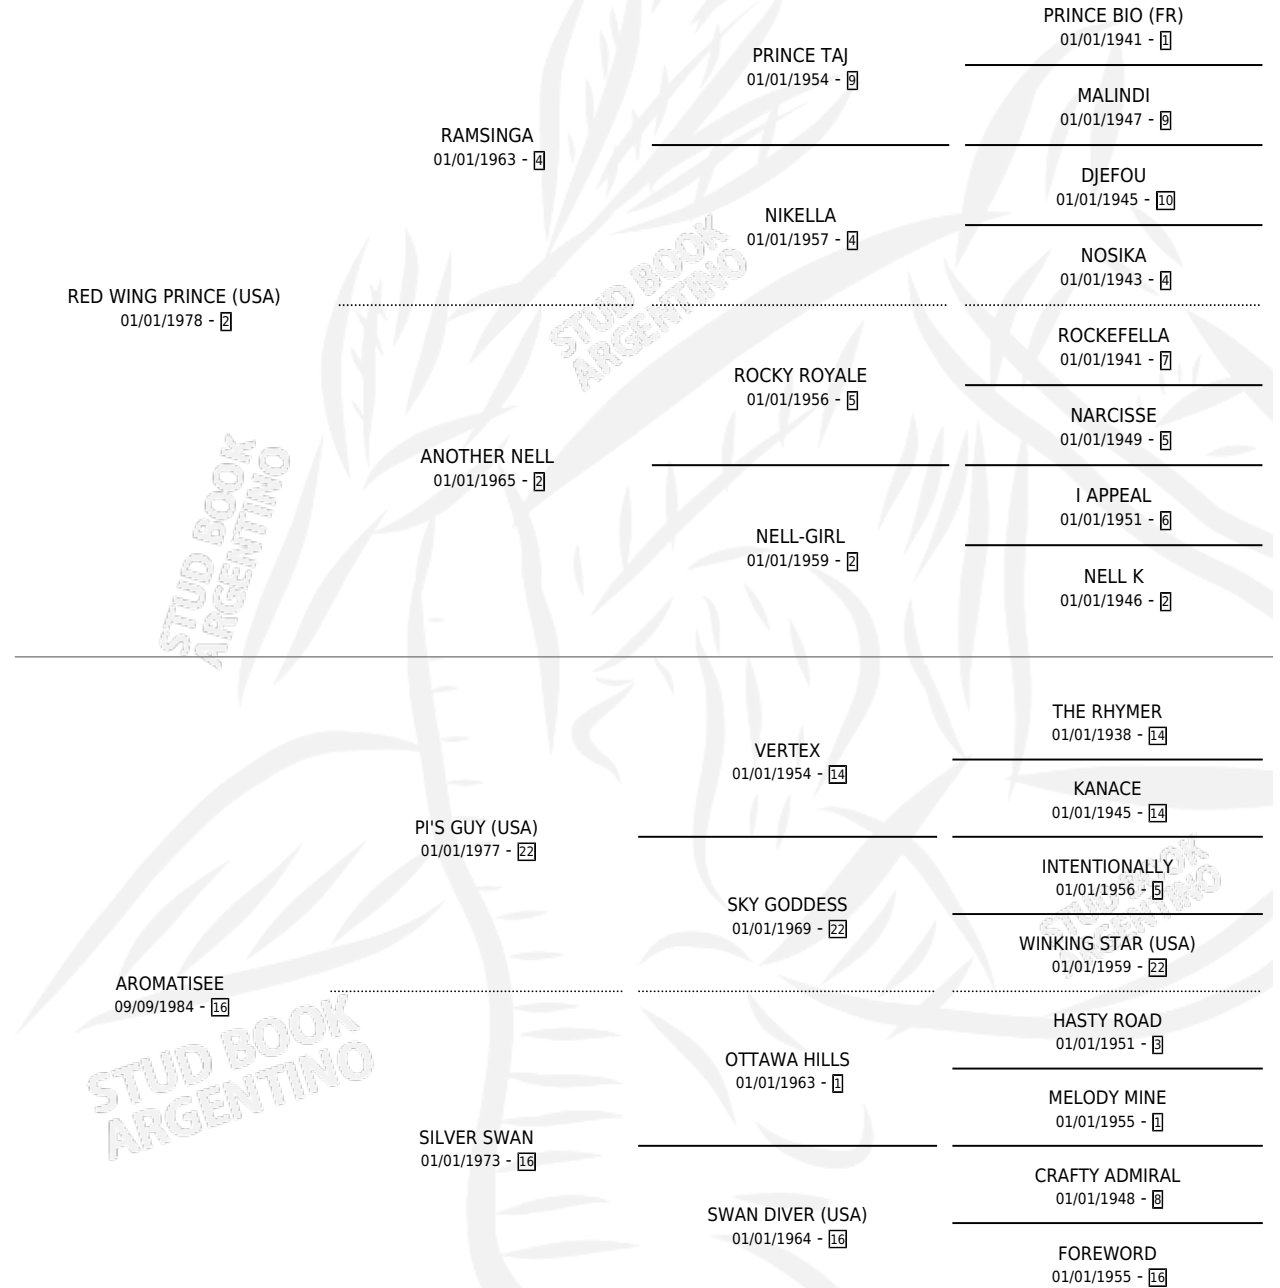 PRINCE BIO (FR)
01/01/1941 - 1
PRINCE TAJ
01/01/1954 - 9
MALINDI
01/01/1947 - 9
RAMSINGA
01/01/1963 - 4
DJEFOU
01/01/1945 - 10
NIKELLA
01/01/1957 - 4
NOSIKA
01/01/1943 - 4
RED WING PRINCE (USA)
01/01/1978 - 2
ROCKEFELLA
01/01/1941 - 7
ROCKY ROYALE
01/01/1956 - 5
NARCISSE
01/01/1949 - 5
ANOTHER NELL
01/01/1965 - 2
I APPEAL
01/01/1951 - 6
NELL-GIRL
01/01/1959 - 2
NELL K
01/01/1946 - 2
STUD BOOK
ARGENTINO
STUD BOOK
ARGENTINO
THE RHYMER
01/01/1938 - 14
VERTEX
01/01/1954 - 14
KANACE
01/01/1945 - 14
PI'S GUY (USA)
01/01/1977 - 22
INTENTIONALLY
01/01/1956 - 5
SKY GODDESS
01/01/1969 - 22
WINKING STAR (USA)
01/01/1959 - 22
STUD BOOK
ARGENTINO
AROMATISEE
09/09/1984 - 16
HASTY ROAD
01/01/1951 - 3
OTTAWA HILLS
01/01/1963 - 1
MELODY MINE
01/01/1955 - 1
STUD BOOK
ARGENTINO
SILVER SWAN
01/01/1973 - 16
CRAFTY ADMIRAL
01/01/1948 - 8
SWAN DIVER (USA)
01/01/1964 - 16
FOREWORD
01/01/1955 - 16